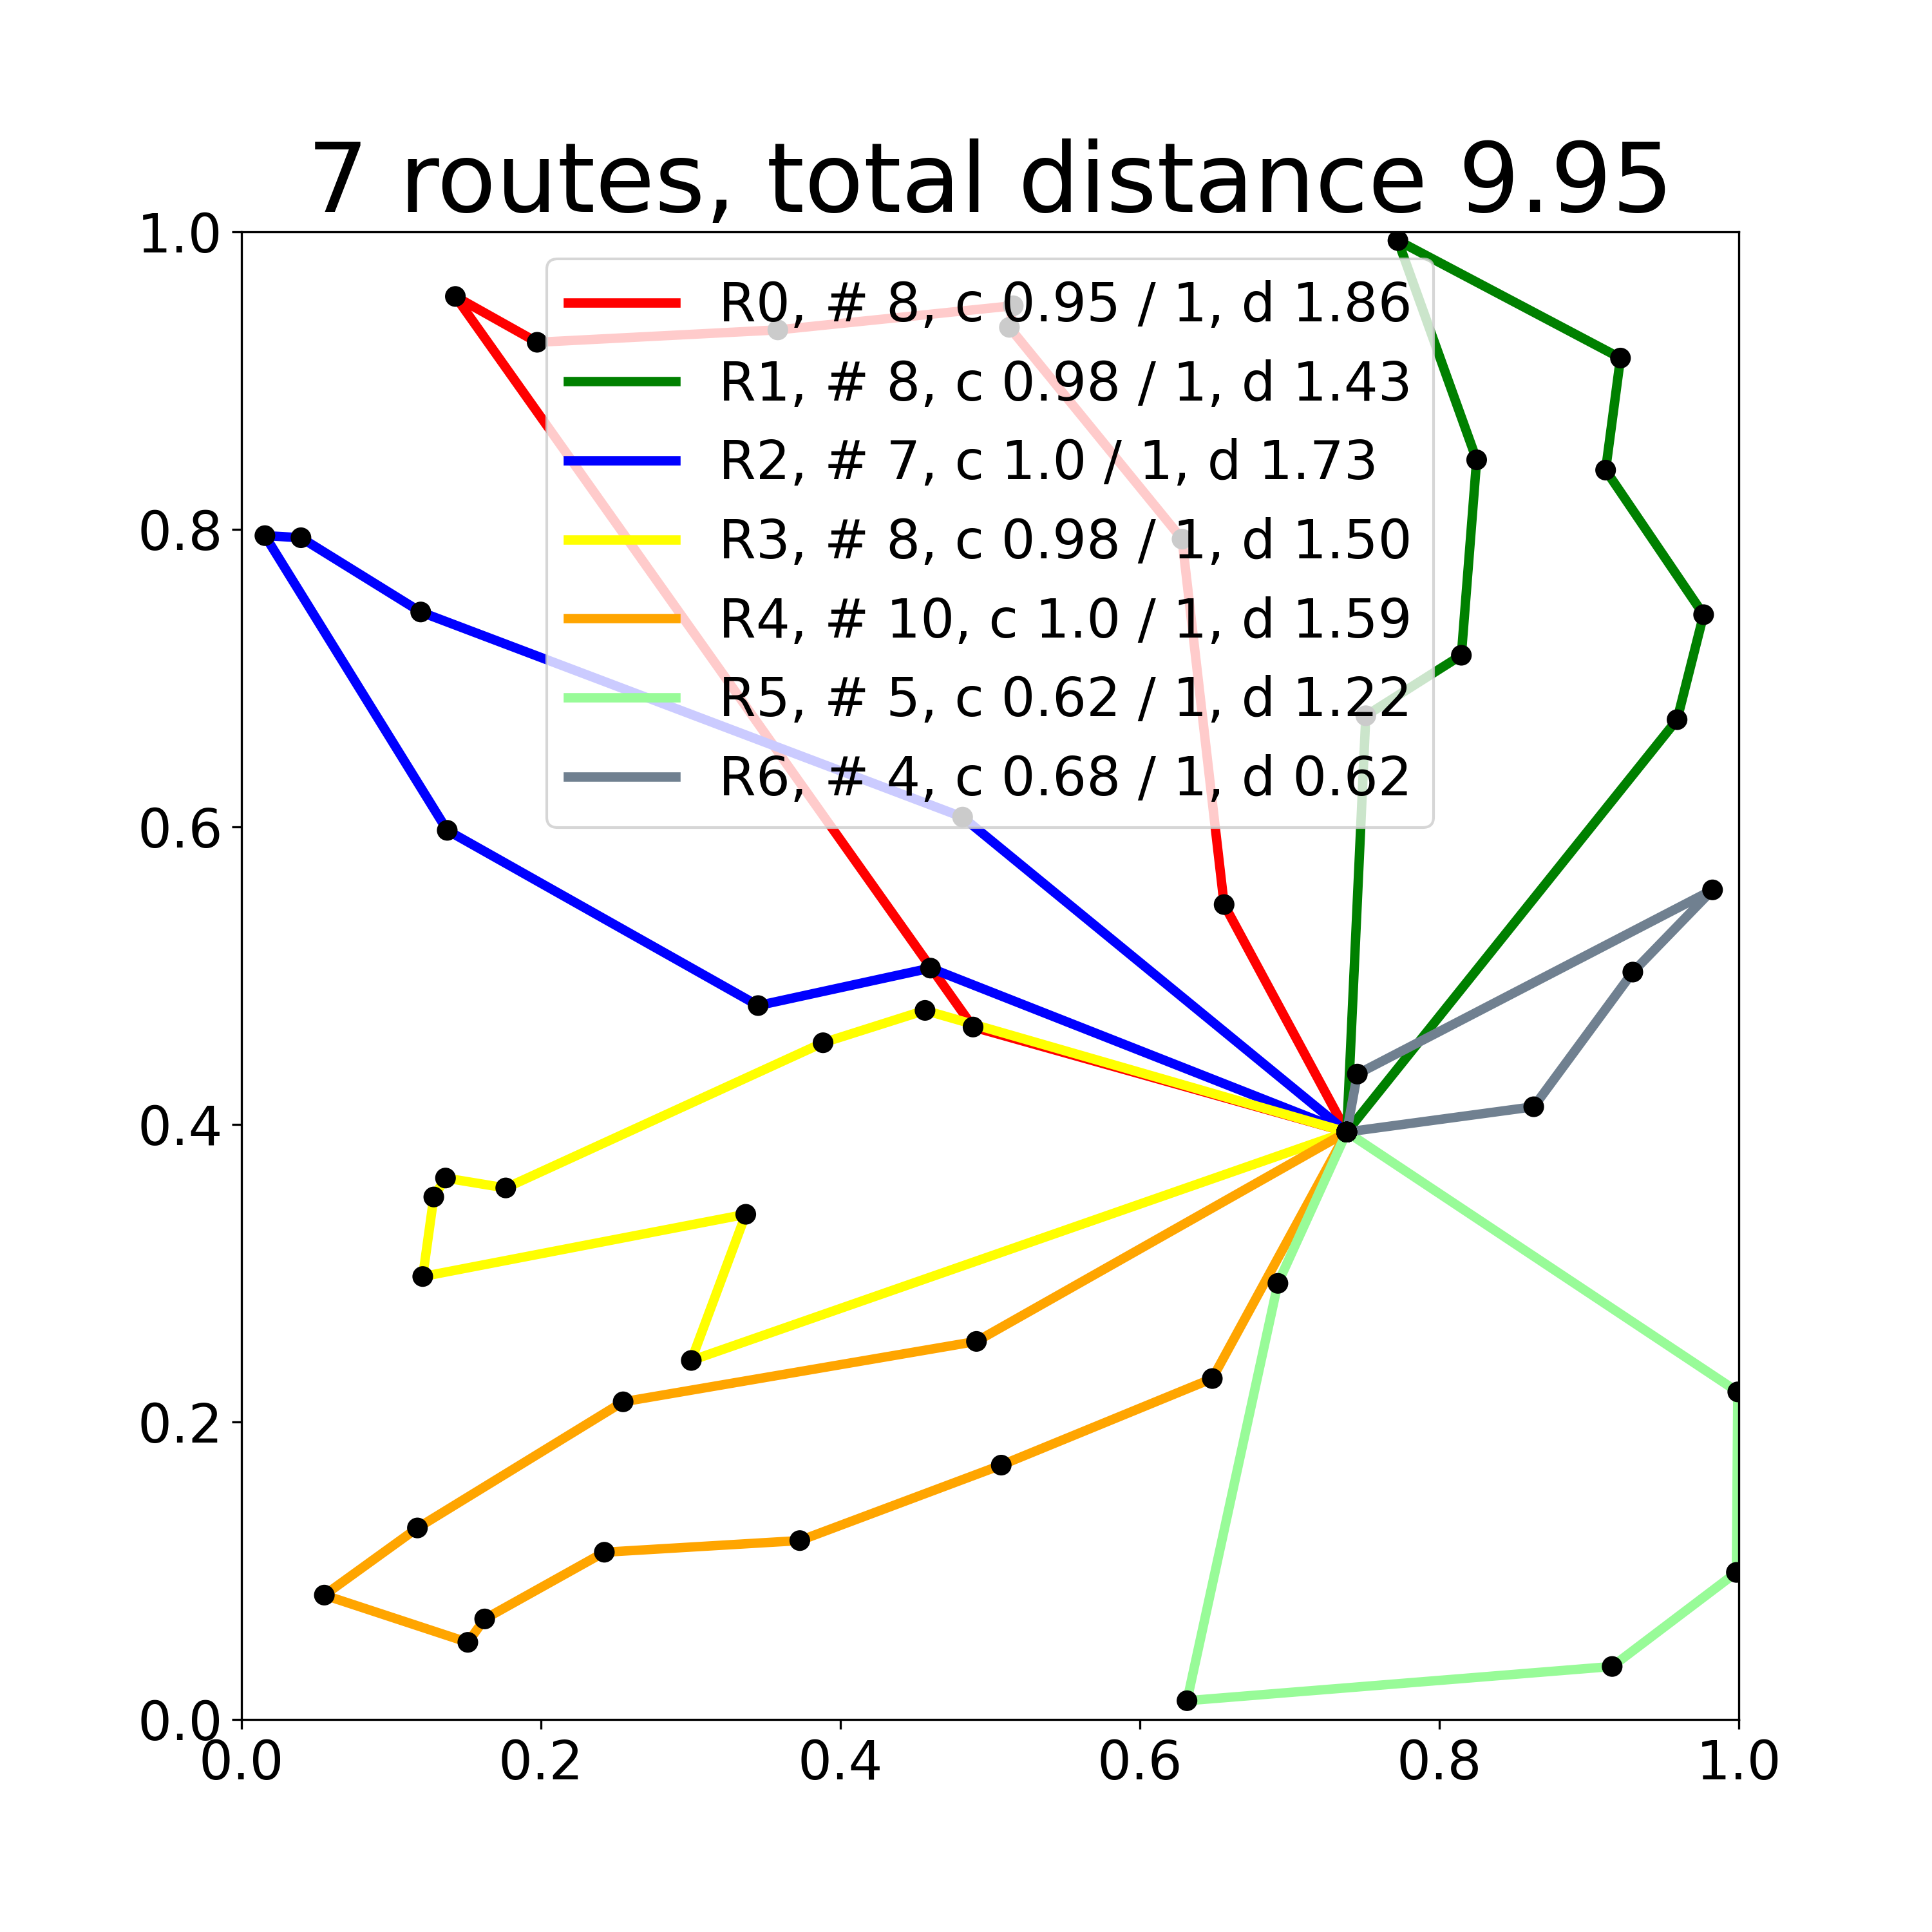 7 routes, total distance 9.95
1.0
0.8
0.6
0.4
0.2
0.0
R0, # 8, c 0.95 / 1, d 1.86
R1, # 8, c 0.98 / 1, d 1.43
R2, # 7, c 1.0 / 1, d 1.73
R3, # 8, c 0.98 / 1, d 1.50
R4, # 10, c 1.0 / 1, d 1.59
R5, # 5, c 0.62 / 1, d 1.22
R6, # 4, c 0.68 / 1, d 0.62
0.0 0.2 0.4 0.6 0.8 1.0